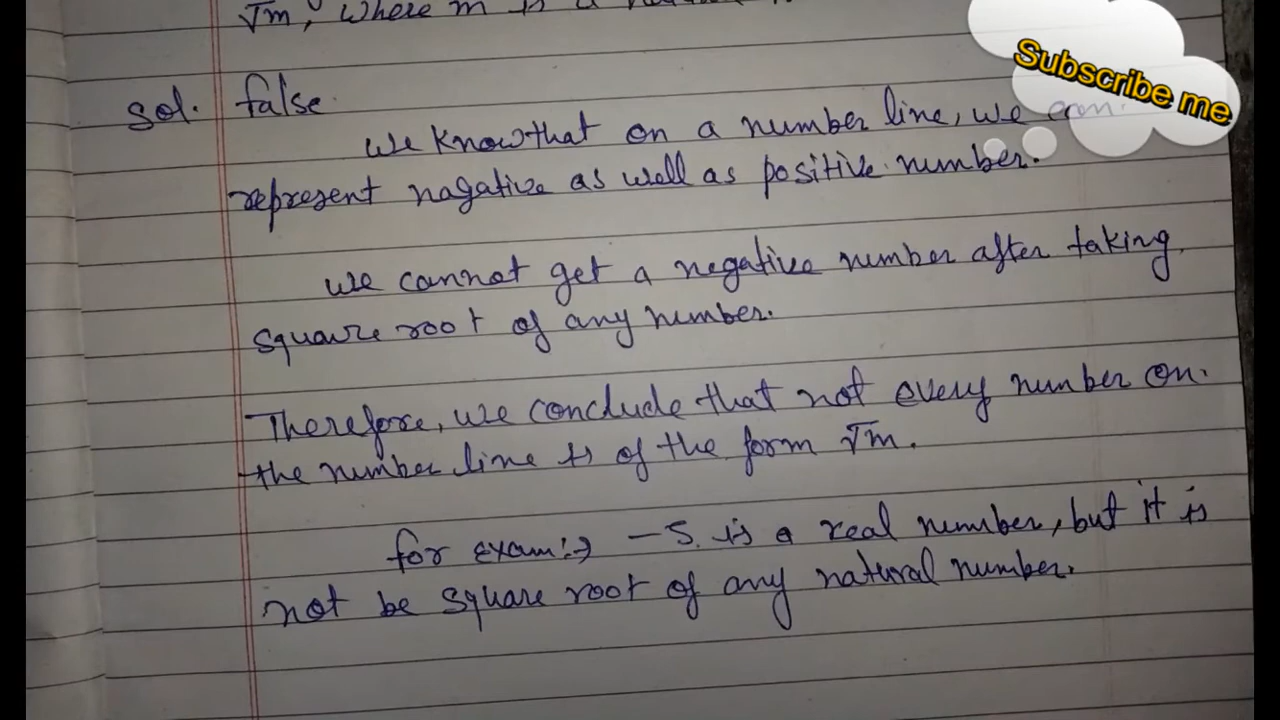 √m, where m is a
Subscribe me
Sol. false.
we know that on a number line, we can
represent nagative as well as positive number.
we cannot get a negative number after taking
square root of any number.
Therefore, we conclude that not every number on
the number line is of the form √m.
for exam:→ -5. is a real number, but it is
not be square root of any natural number.